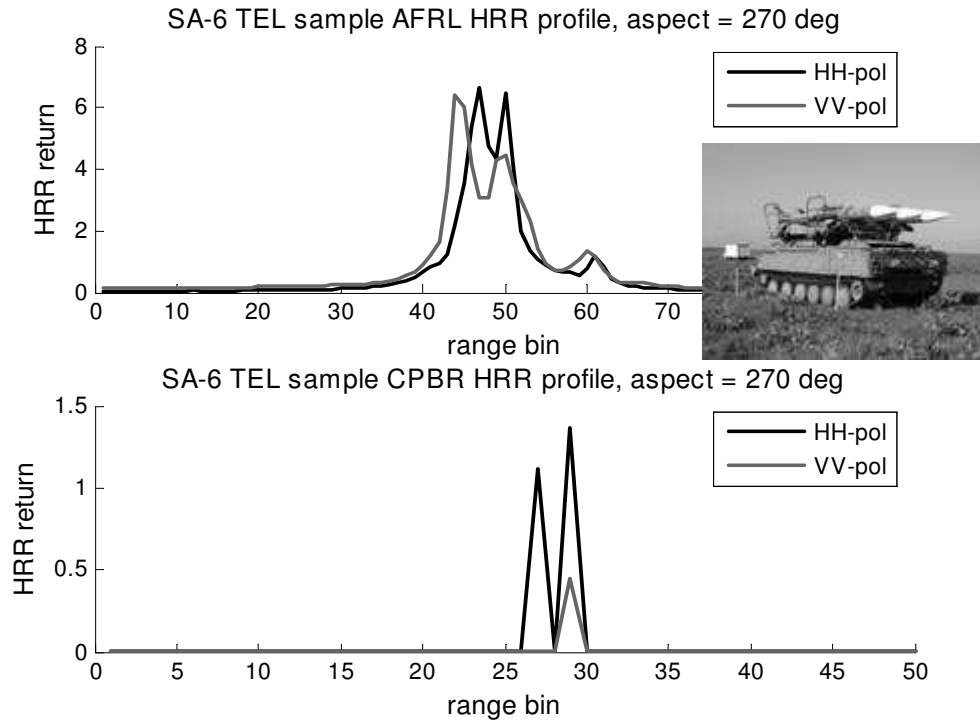 SA-6 TEL sample AFRL HRR profile, aspect = 270 deg
8
6
4
2
0
HRR return
HH-pol
VV-pol
0
10
20
30
40
50
60
70
range bin
SA-6 TEL sample CPBR HRR profile, aspect = 270 deg
1.5
1
0.5
0
HRR return
HH-pol
VV-pol
0
5
10
15
20
25
30
35
40
45
50
range bin